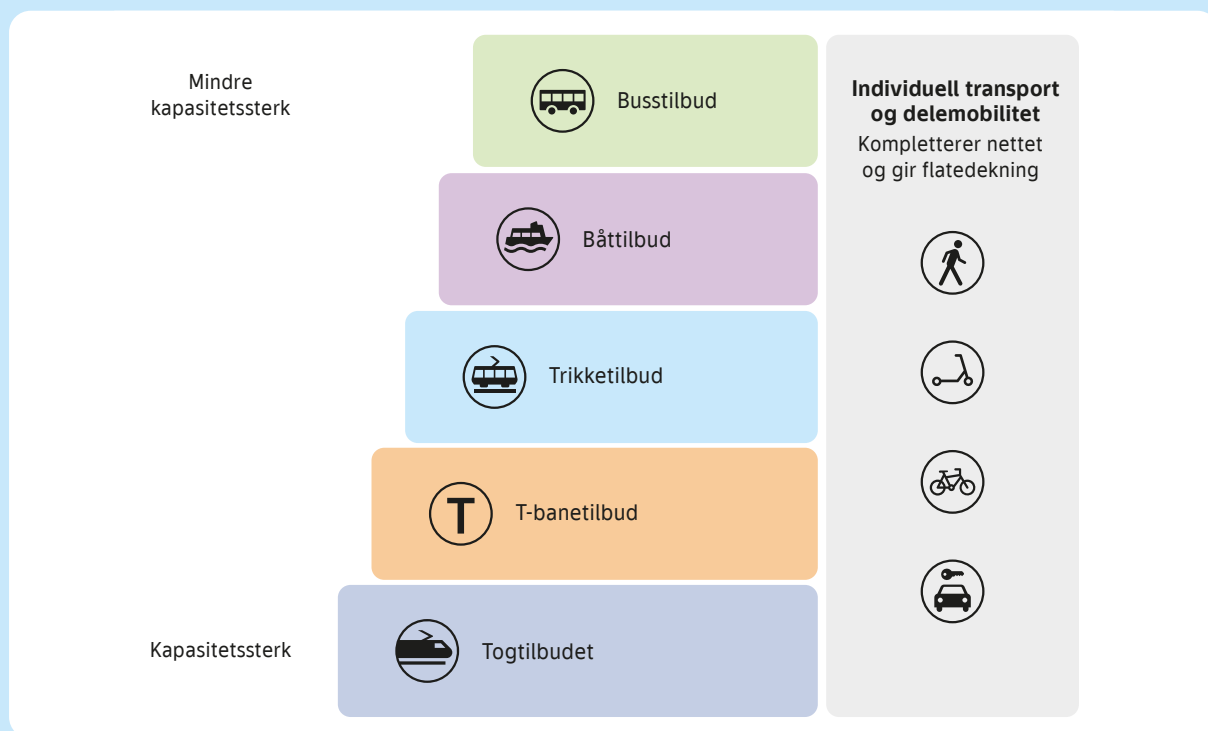 Mindre
kapasitetssterk
Busstilbud
Båttilbud
Trikketilbud
T
T-banetilbud
Kapasitetssterk
Togtilbudet
Individuell transport
og delemobilitet
Kompletterer nettet
og gir flatedekning